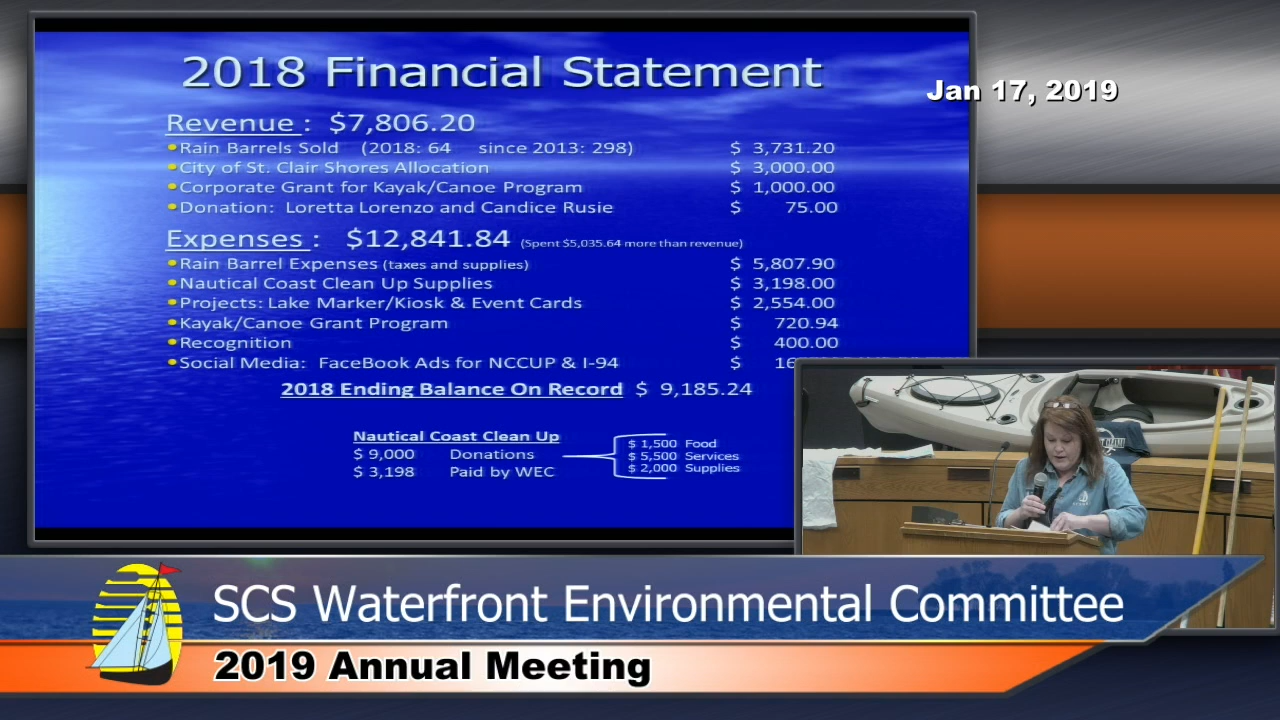 2018 Financial Statement
Jan 17, 2019
Revenue : $7,806.20
•Rain Barrels Sold (2018: 64 since 2013: 298) $ 3,731.20
•City of St. Clair Shores Allocation $ 3,000.00
•Corporate Grant for Kayak/Canoe Program $ 1,000.00
•Donation: Loretta Lorenzo and Candice Rusie $ 75.00
Expenses : $12,841.84 (Spent $5,035.64 more than revenue)
•Rain Barrel Expenses (taxes and supplies) $ 5,807.90
•Nautical Coast Clean Up Supplies $ 3,198.00
•Projects: Lake Marker/Kiosk & Event Cards $ 2,554.00
•Kayak/Canoe Grant Program $ 720.94
•Recognition $ 400.00
•Social Media: FaceBook Ads for NCCUP & I-94 $ 16
2018 Ending Balance On Record $ 9,185.24
Nautical Coast Clean Up
$ 9,000 Donations
$ 3,198 Paid by WEC
$ 1,500 Food
$ 5,500 Services
$ 2,000 Supplies
SCS Waterfront Environmental Committee
2019 Annual Meeting